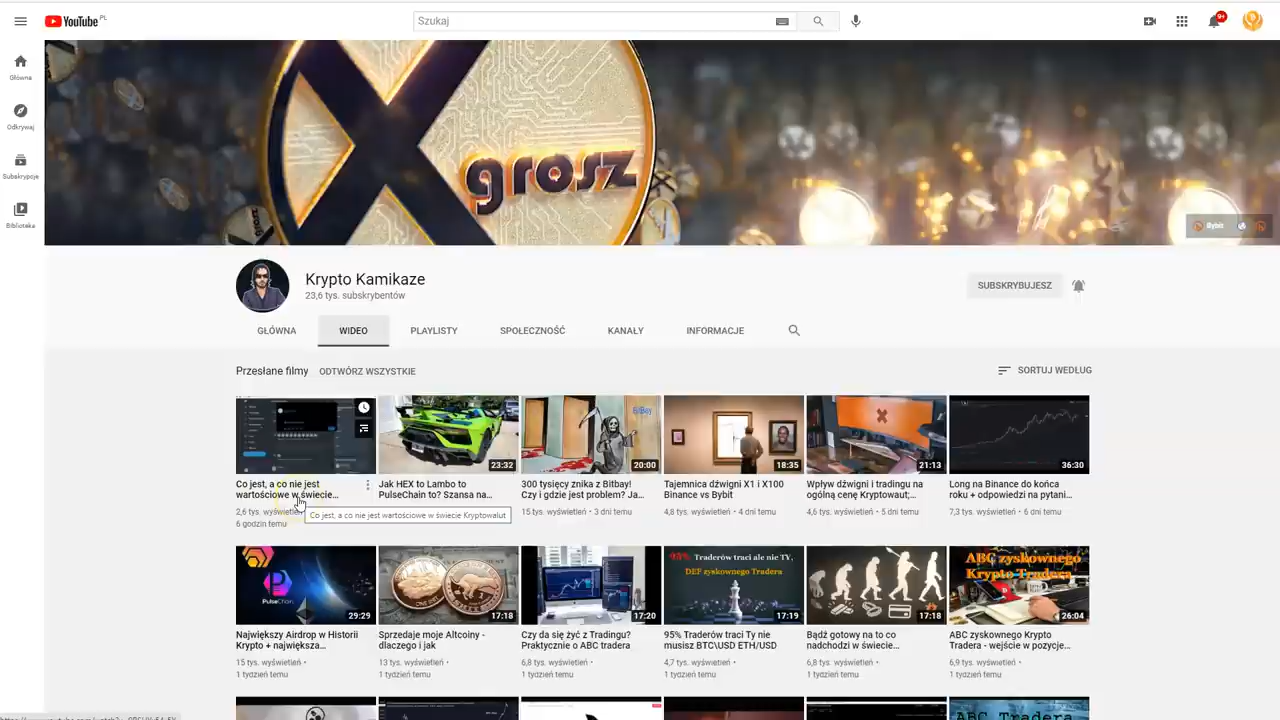 YouTube PL
Szukaj
9+
Główna
Odkrywaj
Subskrypcje
Biblioteka
X
grosz
Bybit
Krypto Kamikaze
23,6 tys. subskrybentów
SUBSKRYBUJESZ
GŁÓWNA
WIDEO
PLAYLISTY
SPOŁECZNOŚĆ
KANAŁY
INFORMACJE
Przesłane filmy
ODTWÓRZ WSZYSTKIE
SORTUJ WEDŁUG
Co jest, a co nie jest
wartościowe w świecie...
2,6 tys. wyświetleń
6 godzin temu
Co jest, a co nie jest wartościowe w świecie Kryptowalut
23:32
Jak HEX to Lambo to
PulseChain to? Szansa na...
BitBay
20:00
300 tysięcy znika z Bitbay!
Czy i gdzie jest problem? Ja...
15 tys. wyświetleń • 3 dni temu
18:35
Tajemnica dźwigni X1 i X100
Binance vs Bybit
4,8 tys. wyświetleń • 4 dni temu
21:13
Wpływ dźwigni i tradingu na
ogólną cenę Kryptowaut;...
4,6 tys. wyświetleń • 5 dni temu
36:30
Long na Binance do końca
roku + odpowiedzi na pytani...
7,3 tys. wyświetleń • 6 dni temu
PulseChain
29:29
Największy Airdrop w Historii
Krypto + największa...
15 tys. wyświetleń •
1 tydzień temu
17:18
Sprzedaje moje Altcoiny -
dlaczego i jak
13 tys. wyświetleń •
1 tydzień temu
17:20
Czy da się żyć z Tradingu?
Praktycznie o ABC tradera
6,8 tys. wyświetleń •
1 tydzień temu
95% Traderów traci ale nie TY,
DEF zyskownego Tradera
17:19
95% Traderów traci Ty nie
musisz BTC\USD ETH/USD
4,7 tys. wyświetleń •
1 tydzień temu
17:18
Bądź gotowy na to co
nadchodzi w świecie...
6,8 tys. wyświetleń •
1 tydzień temu
ABC zyskownego
Krypto Tradera
26:04
ABC zyskownego Krypto
Tradera - wejście w pozycje...
6,9 tys. wyświetleń •
1 tydzień temu
ABC Tradera